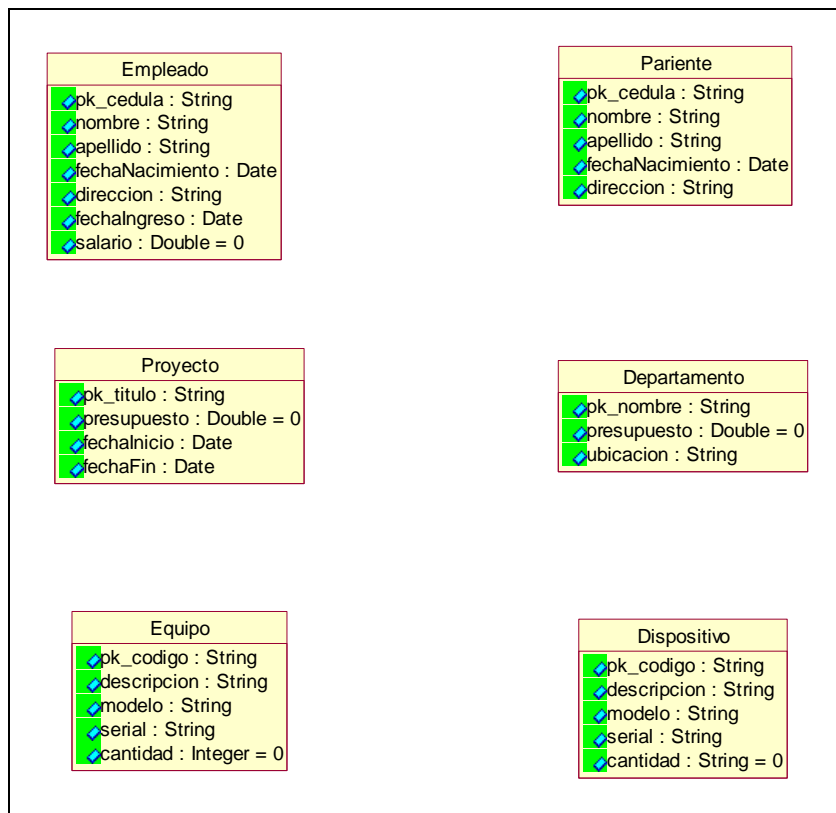 Empleado
pk_cedula : String
nombre : String
apellido : String
fechaNacimiento : Date
direccion : String
fechaIngreso : Date
salario : Double = 0
Pariente
pk_cedula : String
nombre : String
apellido : String
fechaNacimiento : Date
direccion : String
Proyecto
pk_titulo : String
presupuesto : Double = 0
fechaInicio : Date
fechaFin : Date
Departamento
pk_nombre : String
presupuesto : Double = 0
ubicacion : String
Equipo
pk_codigo : String
descripcion : String
modelo : String
serial : String
cantidad : Integer = 0
Dispositivo
pk_codigo : String
descripcion : String
modelo : String
serial : String
cantidad : String = 0